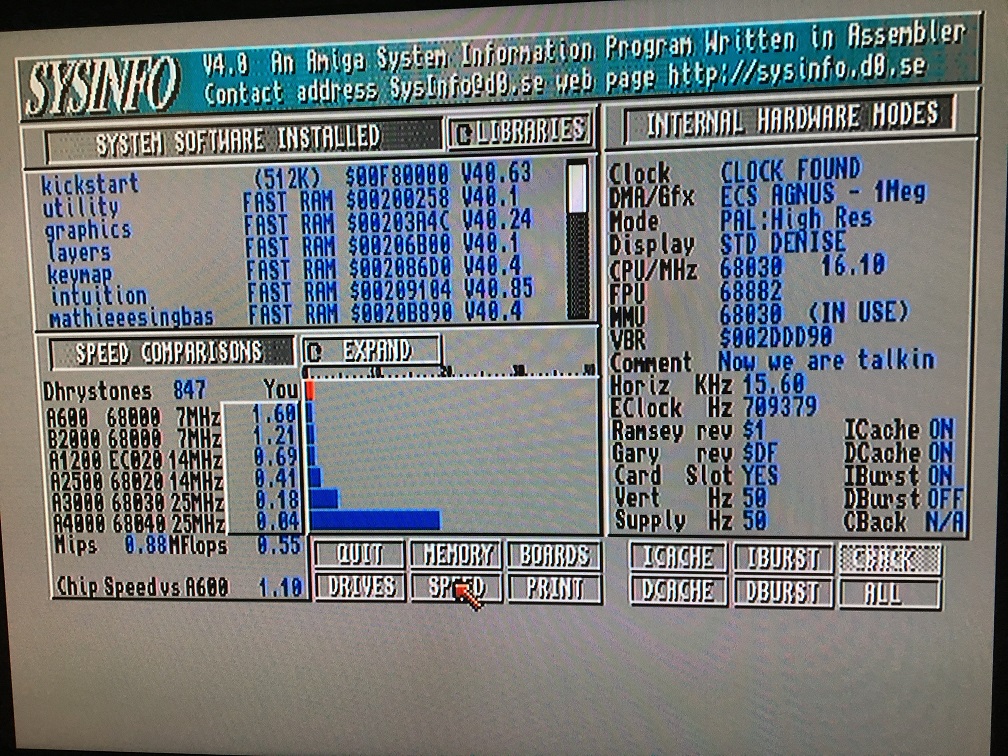 SYSINFO V4.0 An Amiga System Information Program Written in Assembler
Contact address SysInfo@d0.se web page http://sysinfo.d0.se
SYSTEM SOFTWARE INSTALLED
LIBRARIES
kickstart (512K) $00F80000 V40.63
utility FAST RAM $00200258 V40.1
graphics FAST RAM $00203A4C V40.24
layers FAST RAM $00206B00 V40.1
keymap FAST RAM $002086D0 V40.4
intuition FAST RAM $00209104 V40.85
mathieeesingbas FAST RAM $0020B890 V40.4
INTERNAL HARDWARE MODES
Clock CLOCK FOUND
DMA/Gfx ECS AGNUS - 1Meg
Mode PAL:High Res
Display STD DENISE
CPU/MHz 68030 16.10
FPU 68882
MMU 68030 (IN USE)
VBR $002DDD90
Comment Now we are talkin
Horiz KHz 15.60
EClock Hz 709379
Ramsey rev $1 ICache ON
Gary rev $DF DCache ON
Card Slot YES IBurst ON
Vert Hz 50 DBurst OFF
Supply Hz 50 CBack N/A
SPEED COMPARISONS
EXPAND
10 20 30 40
Dhrystones 847 You
A600 68000 7MHz 1.60
B2000 68000 7MHz 1.21
A1200 EC020 14MHz 0.69
A2500 68020 14MHz 0.41
A3000 68030 25MHz 0.18
A4000 68040 25MHz 0.04
Mips 0.88 MFlops 0.55
Chip Speed vs A600 1.10
QUIT MEMORY BOARDS
DRIVES SPEED PRINT
ICACHE IBURST CBACK
DCACHE DBURST ALL